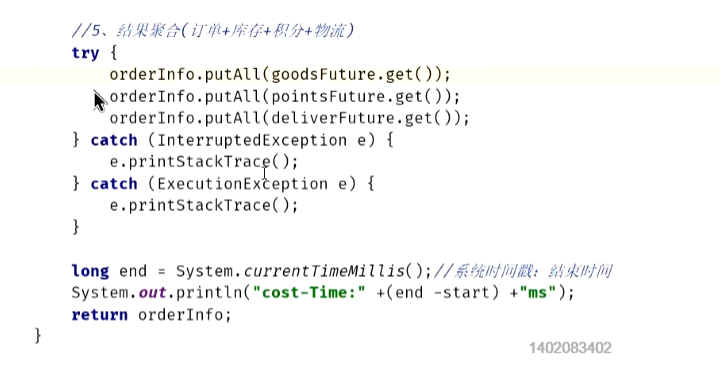 //5、结果聚合(订单+库存+积分+物流)
try {
orderInfo.putAll(goodsFuture.get());
orderInfo.putAll(pointsFuture.get());
orderInfo.putAll(deliverFuture.get());
} catch (InterruptedException e) {
e.printStackTrace();
} catch (ExecutionException e) {
e.printStackTrace();
}
long end = System.currentTimeMillis();//系统时间戳：结束时间
System.out.println("cost-Time:" +(end -start) +"ms");
return orderInfo;
}
1402083402